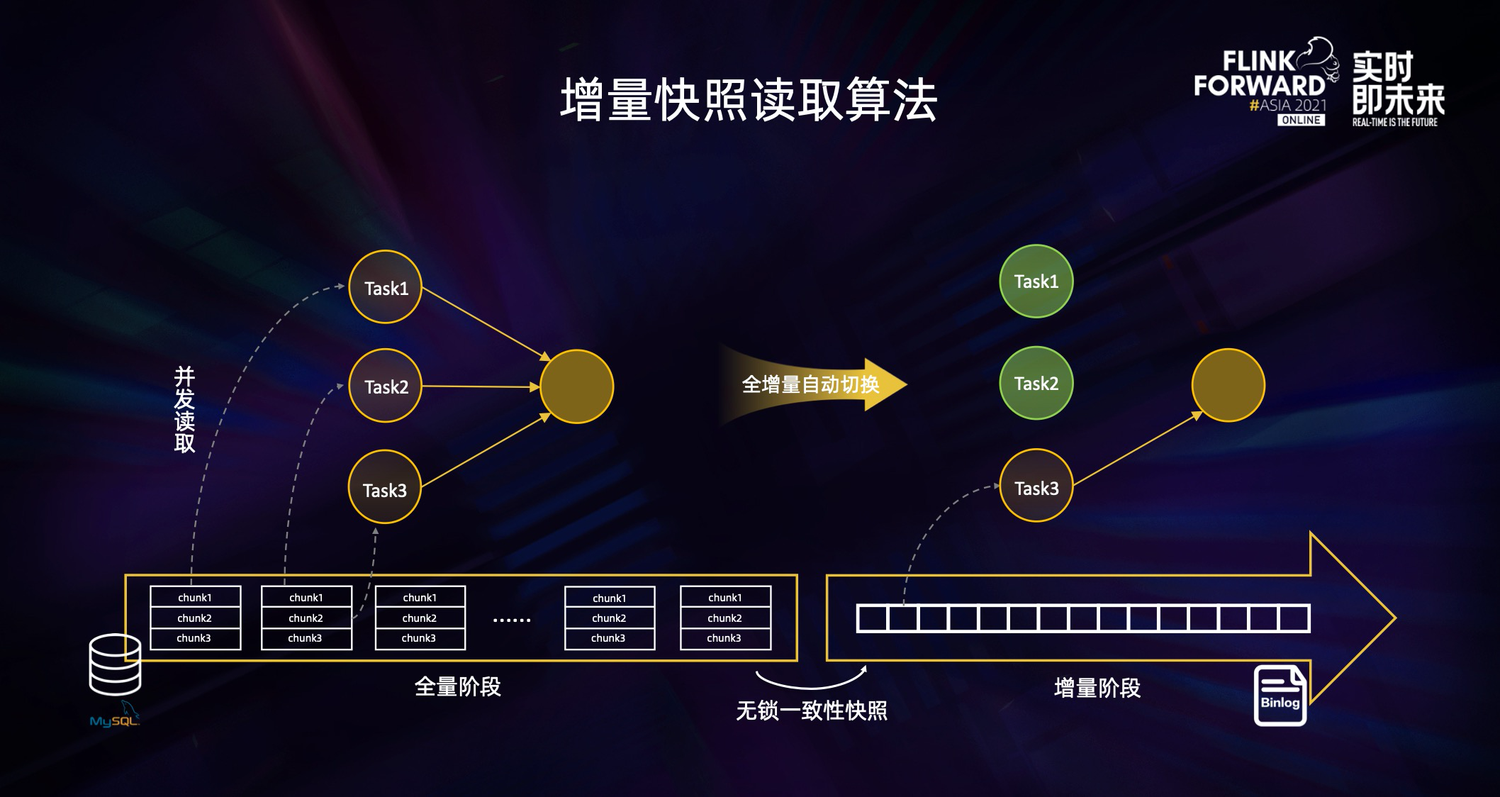 增量快照读取算法
FLINK
FORWARD
#ASIA 2021
ONLINE
实时
即未来
REAL-TIME IS THE FUTURE
并发读取
Task1
Task2
Task3
全增量自动切换
Task1
Task2
Task3
chunk1
chunk2
chunk3
chunk1
chunk2
chunk3
chunk1
chunk2
chunk3
······
chunk1
chunk2
chunk3
chunk1
chunk2
chunk3
MySQL
全量阶段
无锁一致性快照
增量阶段
Binlog